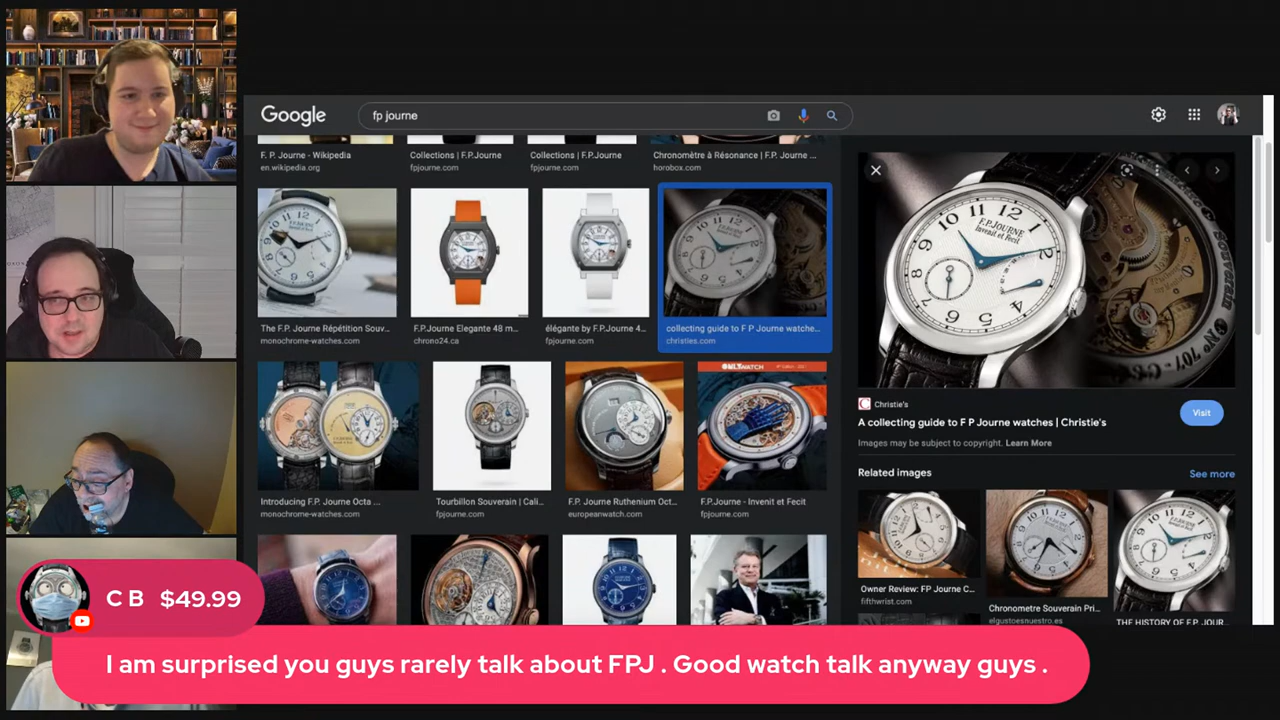 Google
fp journe
F. P. Journe - Wikipedia
en.wikipedia.org
Collections | F.P.Journe
fpjourne.com
Collections | F.P.Journe
fpjourne.com
Chronomètre à Résonance | F.P. Journe ...
horobox.com
The F.P. Journe Répétition Souv...
monochrome-watches.com
F.P.Journe Elegante 48 m...
chrono24.ca
élégante by F.P.Journe 4...
fpjourne.com
collecting guide to F P Journe watche...
christies.com
F.P.JOURNE
Invenit et Fecit
Christie's
A collecting guide to F P Journe watches | Christie's
Images may be subject to copyright. Learn More
Visit
Related images
See more
Introducing F.P. Journe Octa ...
monochrome-watches.com
Tourbillon Souverain | Cali...
fpjourne.com
F.P. Journe Ruthenium Oct...
europeanwatch.com
F.P.Journe - Invenit et Fecit
fpjourne.com
Owner Review: FP Journe C...
fifthwrist.com
Chronometre Souverain Pri...
elgustoesnuestro.es
THE HISTORY OF F.P. JOUR...
C B $49.99
I am surprised you guys rarely talk about FPJ . Good watch talk anyway guys .